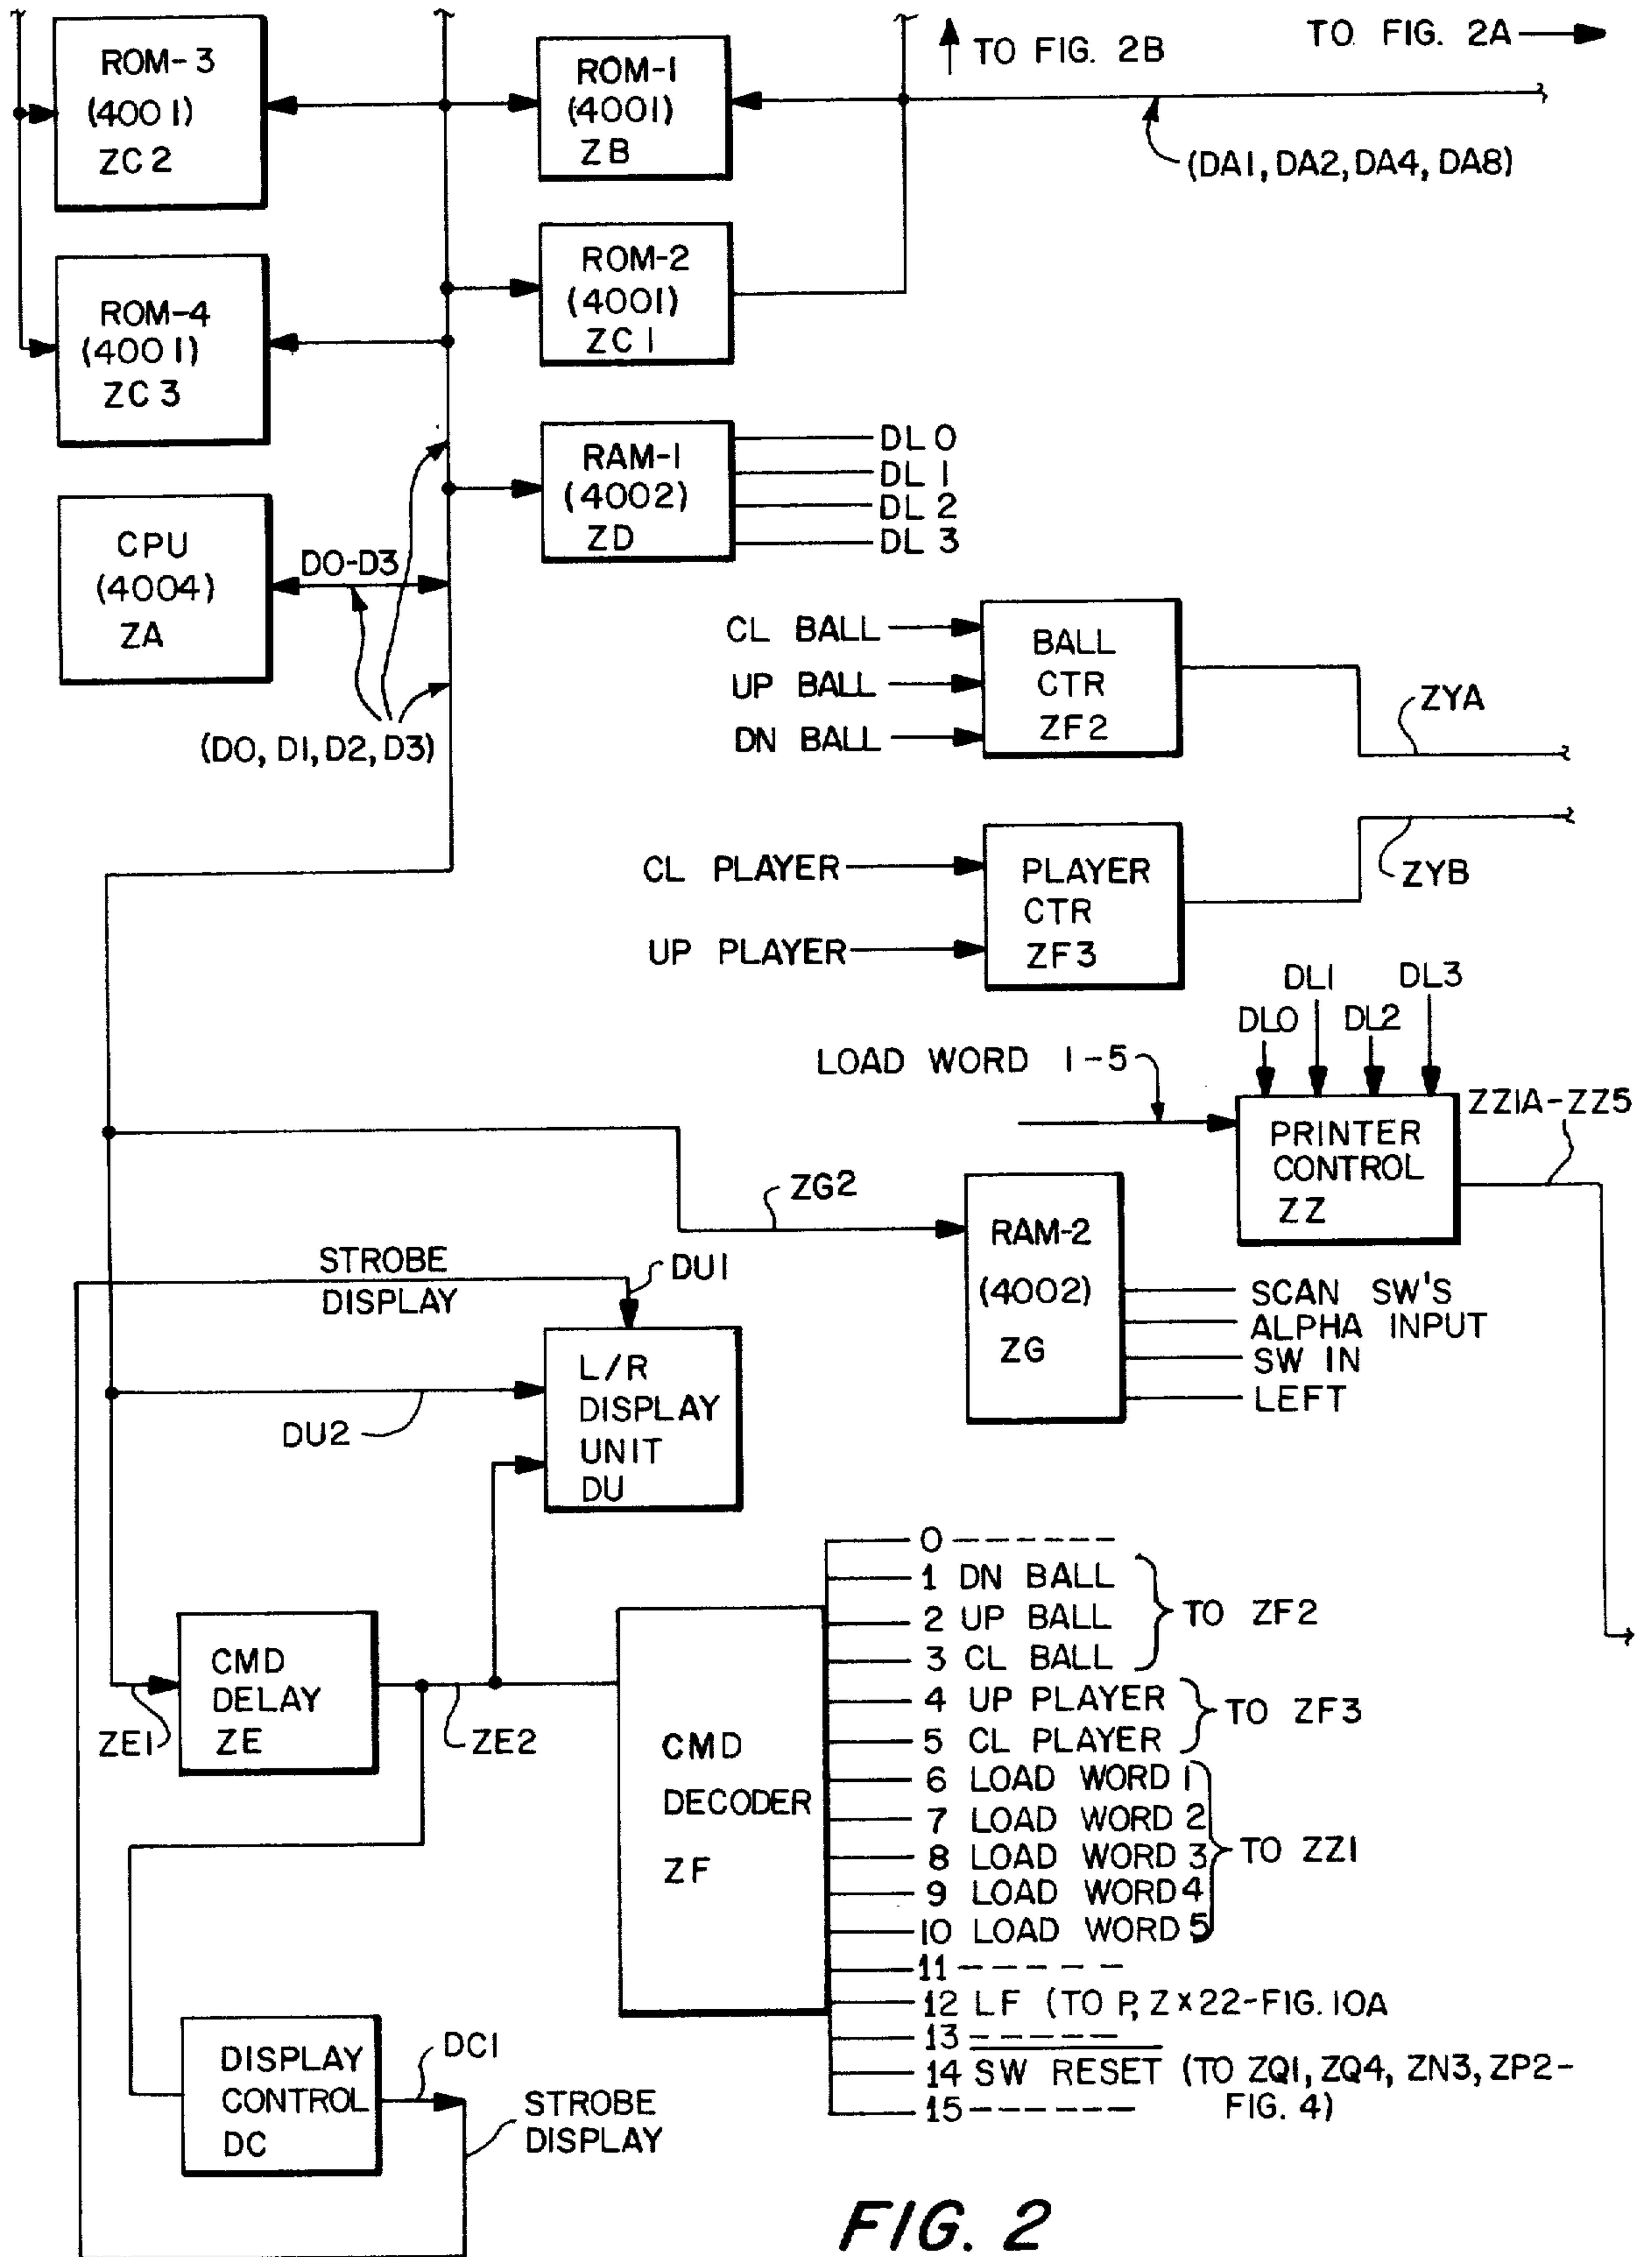 ROM-3
(4001)
ZC2
ROM-1
(4001)
ZB
TO FIG. 2B
TO FIG. 2A
(DA1, DA2, DA4, DA8)
ROM-4
(4001)
ZC3
ROM-2
(4001)
ZC1
RAM-1
(4002)
ZD
DL0
DL1
DL2
DL3
CPU
(4004)
ZA
D0-D3
(D0, D1, D2, D3)
CL BALL
UP BALL
DN BALL
BALL
CTR
ZF2
ZYA
CL PLAYER
UP PLAYER
PLAYER
CTR
ZF3
ZYB
DL1
DL3
DL0
DL2
LOAD WORD 1-5
PRINTER
CONTROL
ZZ
ZZ1A-ZZ5
ZG2
RAM-2
(4002)
ZG
SCAN SW'S
ALPHA INPUT
SW IN
LEFT
STROBE
DISPLAY
DU1
L/R
DISPLAY
UNIT
DU
DU2
CMD
DELAY
ZE
ZE1
ZE2
CMD
DECODER
ZF
0 ------
1 DN BALL
2 UP BALL
3 CL BALL
TO ZF2
4 UP PLAYER
5 CL PLAYER
TO ZF3
6 LOAD WORD 1
7 LOAD WORD 2
8 LOAD WORD 3
9 LOAD WORD 4
10 LOAD WORD 5
TO ZZ1
11 ------
12 LF (TO P, Z×22-FIG. 10A
13 -----
14 SW RESET (TO ZQ1, ZQ4, ZN3, ZP2-
FIG. 4)
15 ------
DISPLAY
CONTROL
DC
DC1
STROBE
DISPLAY
FIG. 2